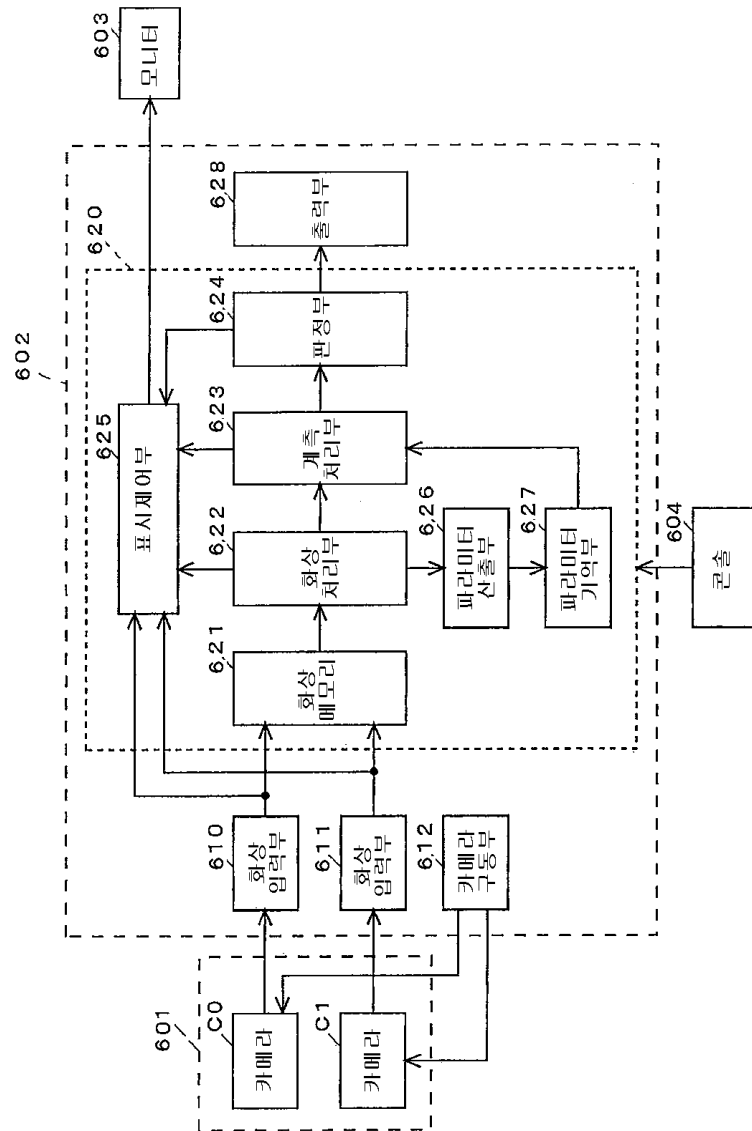 601
C0
카메라
C1
카메라
602
610
화상
입력부
611
화상
입력부
612
카메라
구동부
620
621
화상
메모리
622
화상
처리부
623
계측
처리부
624
판정부
625
표시제어부
626
파라미터
산출부
627
파라미터
기억부
628
출력부
603
모니터
604
콘솔